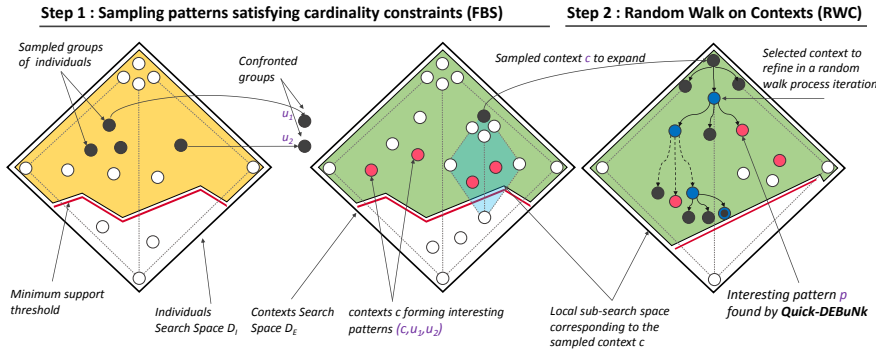 Step 1 : Sampling patterns satisfying cardinality constraints (FBS)
Step 2 : Random Walk on Contexts (RWC)
Sampled groups
of individuals
Confronted
groups
Sampled context c to expand
Selected context to
refine in a random
walk process iteration
u1
u2
Minimum support
threshold
Individuals
Search Space DI
Contexts Search
Space DE
contexts c forming interesting
patterns (c,u1,u2)
Local sub-search space
corresponding to the
sampled context c
Interesting pattern p
found by Quick-DEBuNk